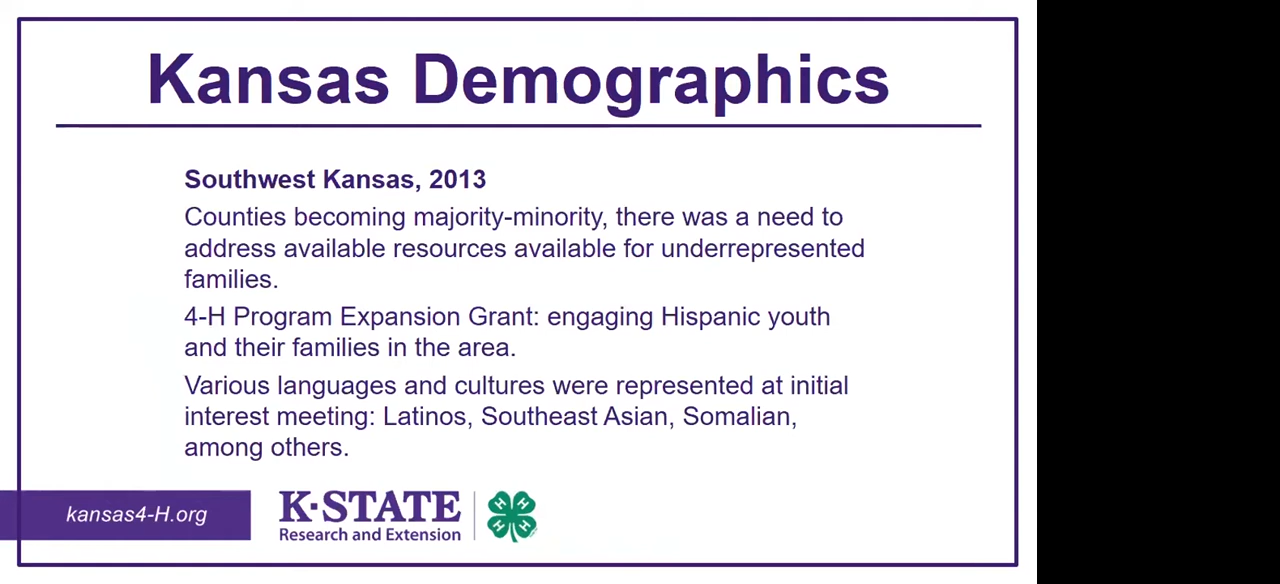 Kansas Demographics
Southwest Kansas, 2013
Counties becoming majority-minority, there was a need to
address available resources available for underrepresented
families.
4-H Program Expansion Grant: engaging Hispanic youth
and their families in the area.
Various languages and cultures were represented at initial
interest meeting: Latinos, Southeast Asian, Somalian,
among others.
kansas4-H.org
K-STATE
Research and Extension
H H H H